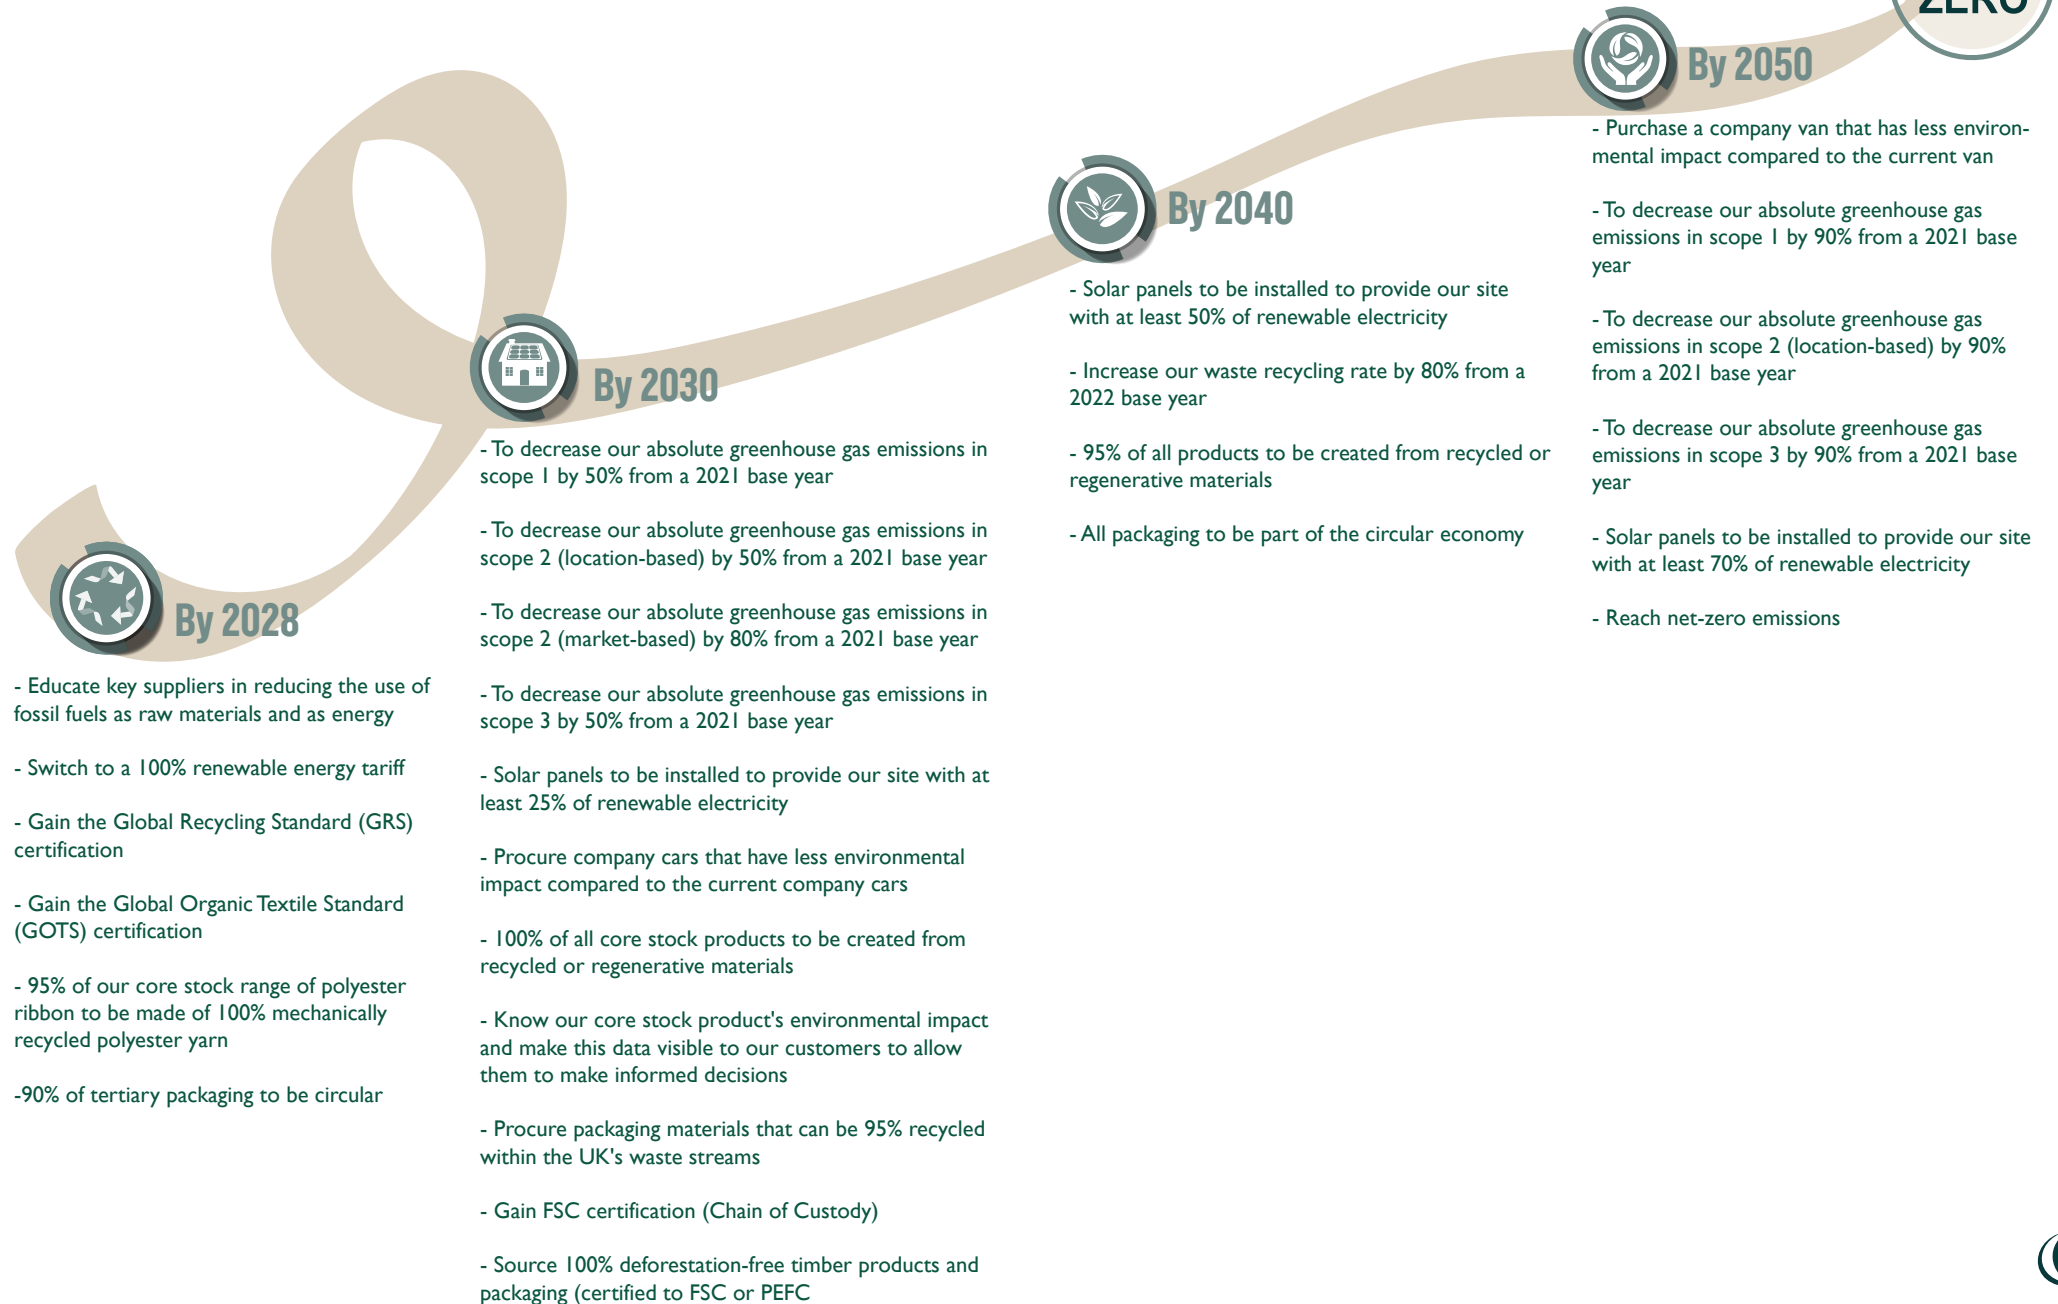 ZERO
By 2050
- Purchase a company van that has less environ-
mental impact compared to the current van
- To decrease our absolute greenhouse gas
emissions in scope 1 by 90% from a 2021 base
year
- To decrease our absolute greenhouse gas
emissions in scope 2 (location-based) by 90%
from a 2021 base year
- To decrease our absolute greenhouse gas
emissions in scope 3 by 90% from a 2021 base
year
- Solar panels to be installed to provide our site
with at least 70% of renewable electricity
- Reach net-zero emissions
By 2040
- Solar panels to be installed to provide our site
with at least 50% of renewable electricity
- Increase our waste recycling rate by 80% from a
2022 base year
- 95% of all products to be created from recycled or
regenerative materials
- All packaging to be part of the circular economy
By 2030
- To decrease our absolute greenhouse gas emissions in
scope 1 by 50% from a 2021 base year
- To decrease our absolute greenhouse gas emissions in
scope 2 (location-based) by 50% from a 2021 base year
- To decrease our absolute greenhouse gas emissions in
scope 2 (market-based) by 80% from a 2021 base year
- To decrease our absolute greenhouse gas emissions in
scope 3 by 50% from a 2021 base year
- Solar panels to be installed to provide our site with at
least 25% of renewable electricity
- Procure company cars that have less environmental
impact compared to the current company cars
- 100% of all core stock products to be created from
recycled or regenerative materials
- Know our core stock product's environmental impact
and make this data visible to our customers to allow
them to make informed decisions
- Procure packaging materials that can be 95% recycled
within the UK's waste streams
- Gain FSC certification (Chain of Custody)
- Source 100% deforestation-free timber products and
packaging (certified to FSC or PEFC
By 2028
- Educate key suppliers in reducing the use of
fossil fuels as raw materials and as energy
- Switch to a 100% renewable energy tariff
- Gain the Global Recycling Standard (GRS)
certification
- Gain the Global Organic Textile Standard
(GOTS) certification
- 95% of our core stock range of polyester
ribbon to be made of 100% mechanically
recycled polyester yarn
-90% of tertiary packaging to be circular